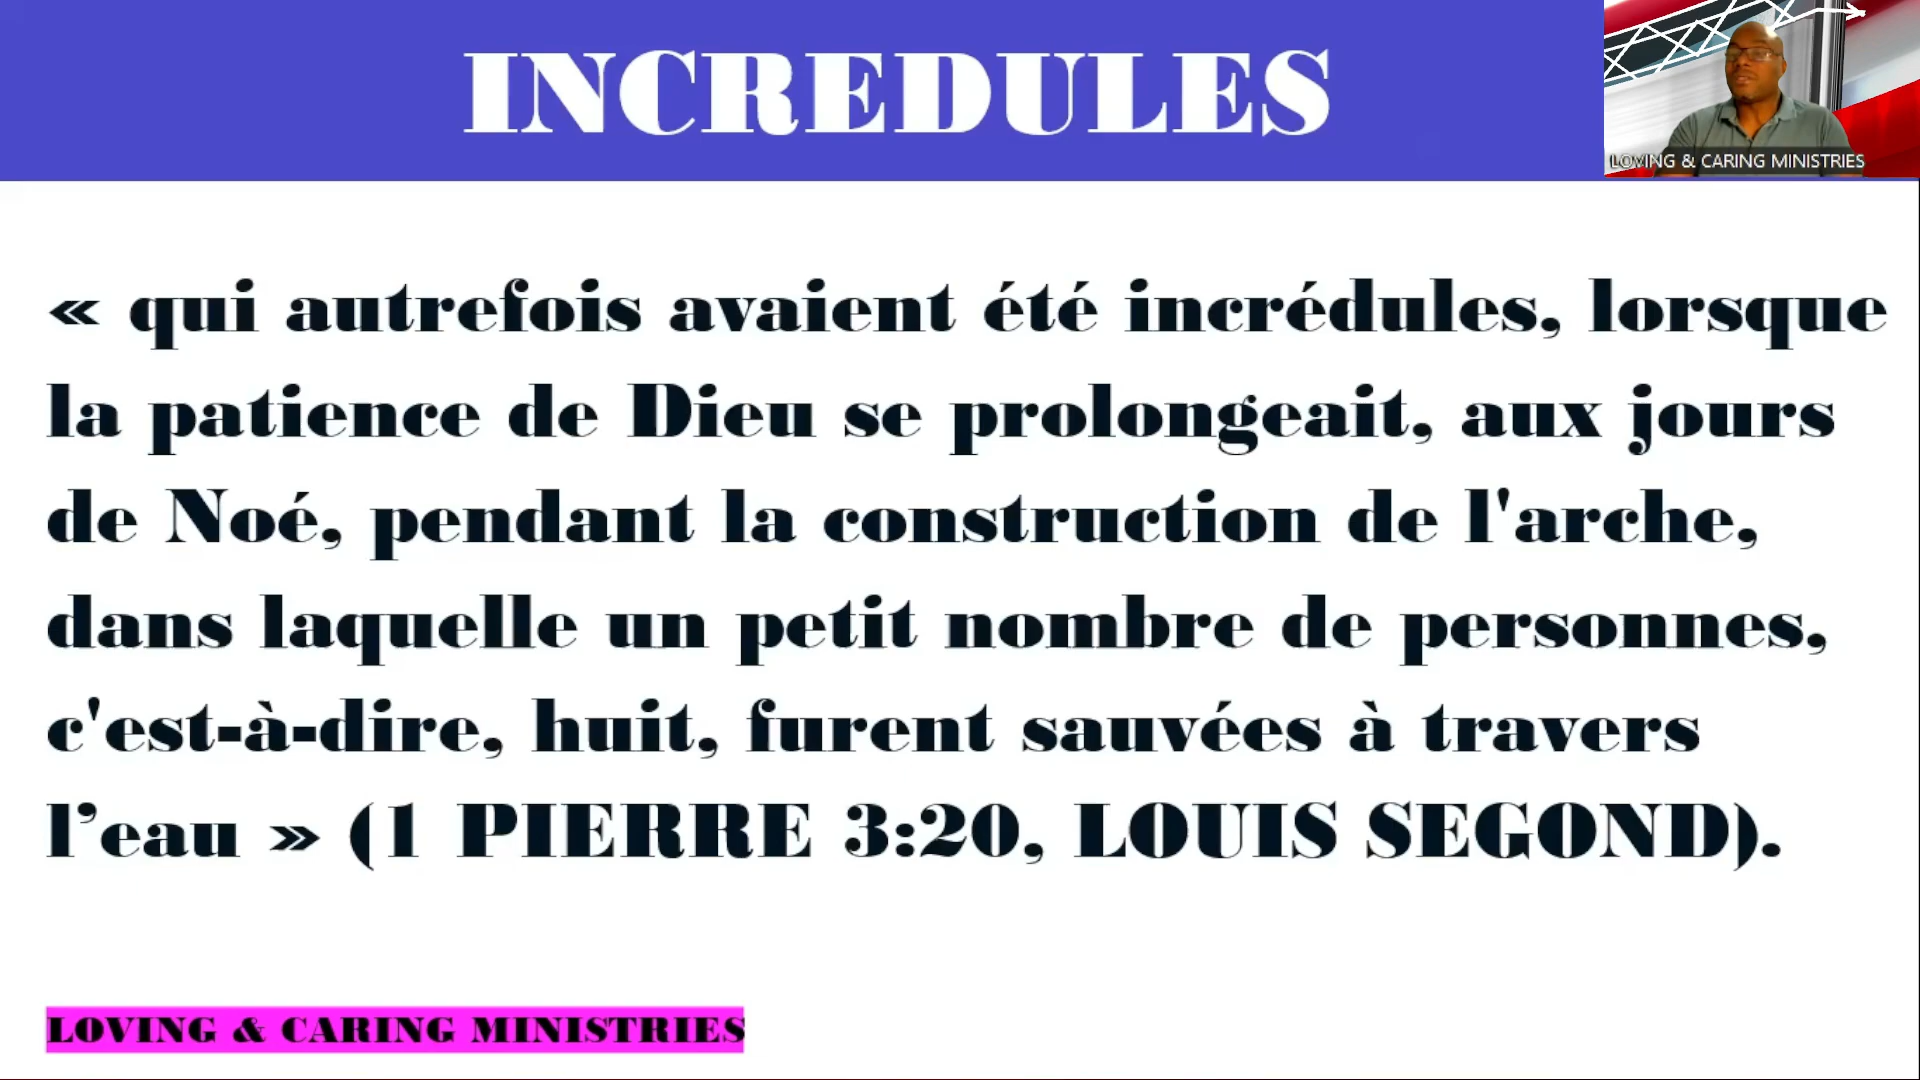 INCREDULES
LOVING & CARING MINISTRIES
« qui autrefois avaient été incrédules, lorsque
la patience de Dieu se prolongeait, aux jours
de Noé, pendant la construction de l'arche,
dans laquelle un petit nombre de personnes,
c'est-à-dire, huit, furent sauvées à travers
l’eau » (1 PIERRE 3:20, LOUIS SEGOND).
LOVING & CARING MINISTRIES